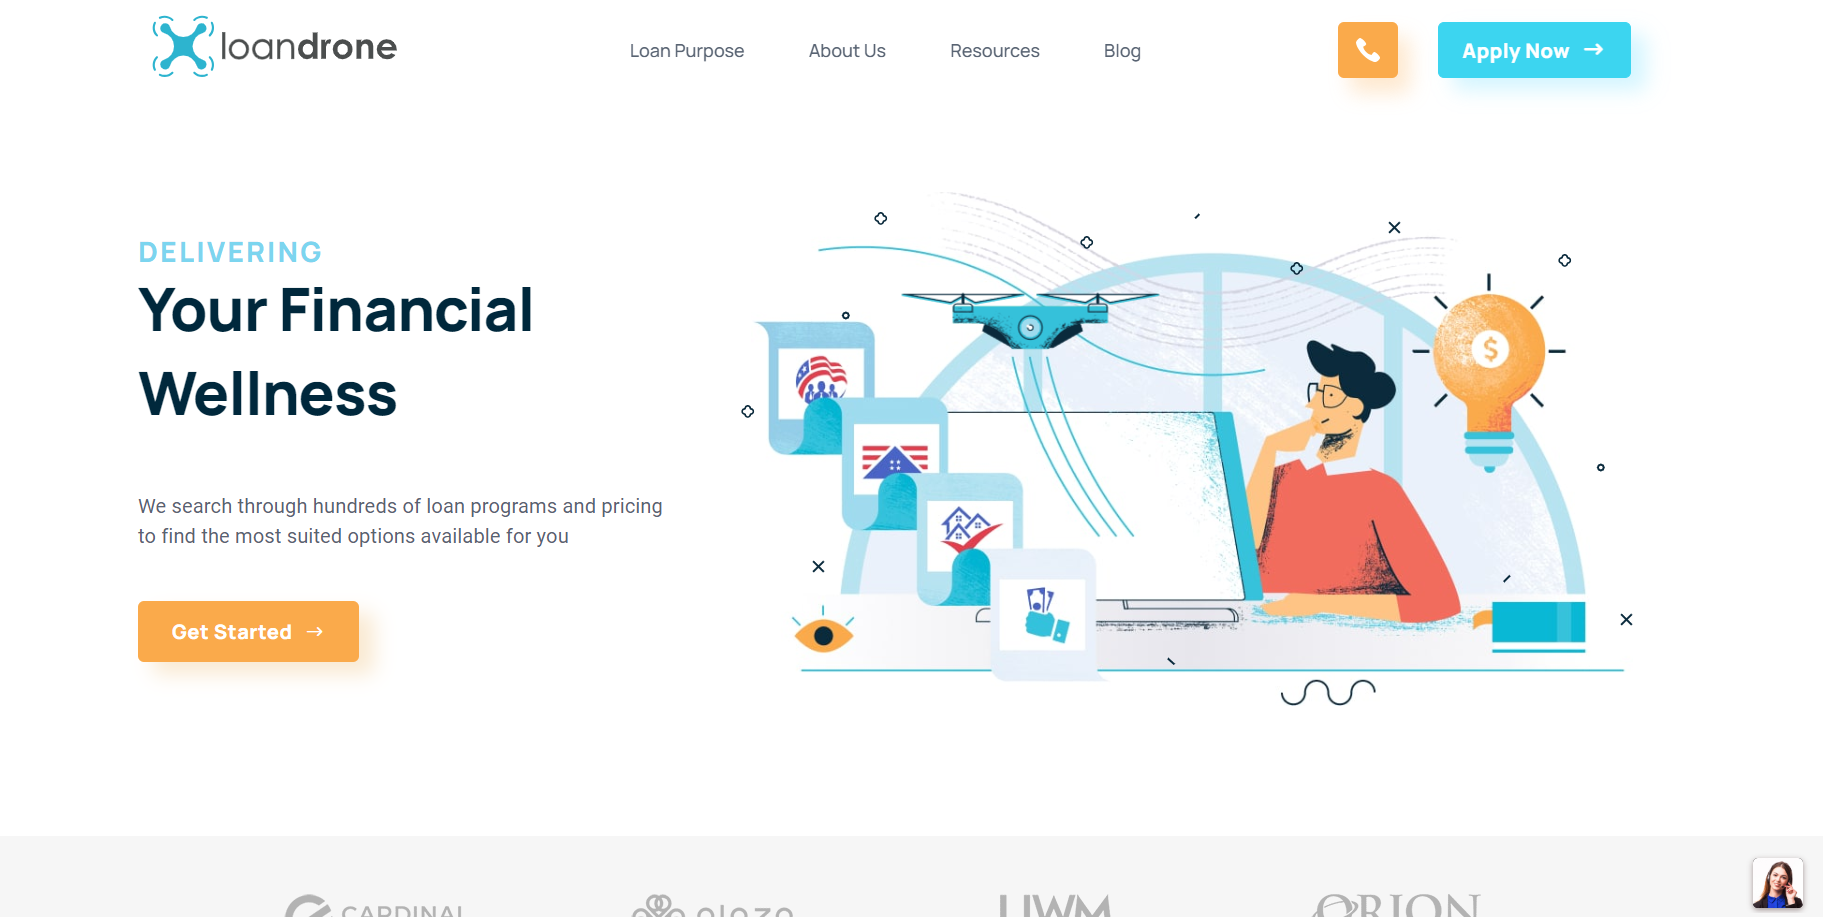 loandrone
Loan Purpose
About Us
Resources
Blog
Apply Now
DELIVERING
Your Financial
Wellness
We search through hundreds of loan programs and pricing
to find the most suited options available for you
Get Started
$
CARDINAL
plaza
UWM
ORION